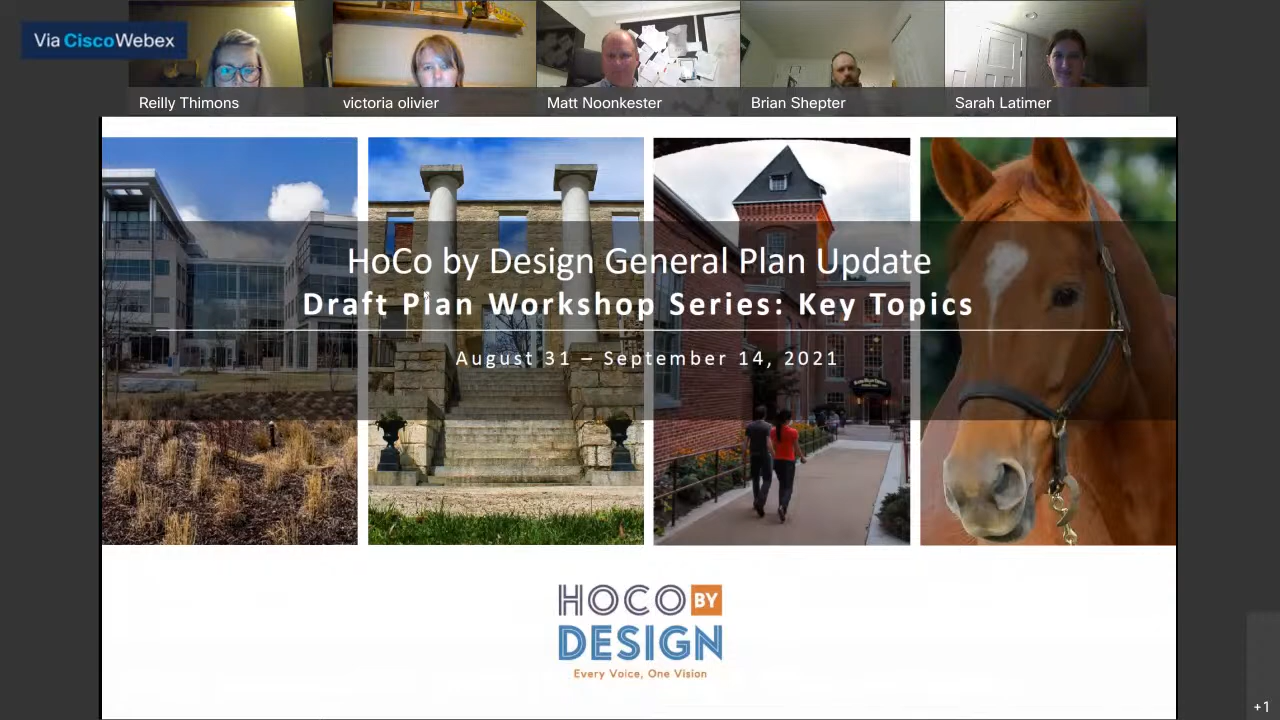 Via CiscoWebex
Reilly Thimons
victoria olivier
Matt Noonkester
Brian Shepter
Sarah Latimer
HoCo by Design General Plan Update
Draft Plan Workshop Series: Key Topics
August 31 – September 14, 2021
HOCO BY
DESIGN
Every Voice, One Vision
+1